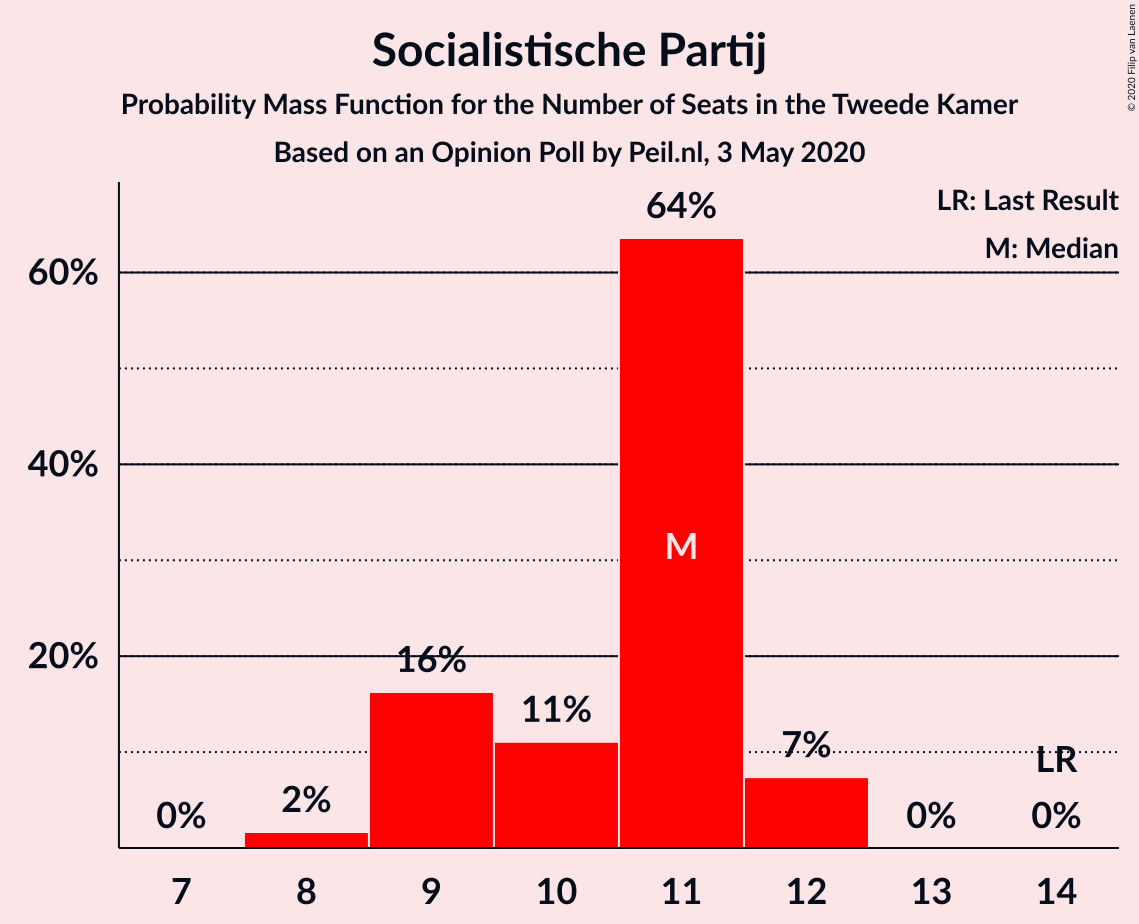 Socialistische Partij
Probability Mass Function for the Number of Seats in the Tweede Kamer
Based on an Opinion Poll by Peil.nl, 3 May 2020
© 2020 Filip van Laenen
LR: Last Result
M: Median
60%
40%
20%
0%
2%
16%
11%
64%
M
7%
0%
LR
0%
7 8 9 10 11 12 13 14